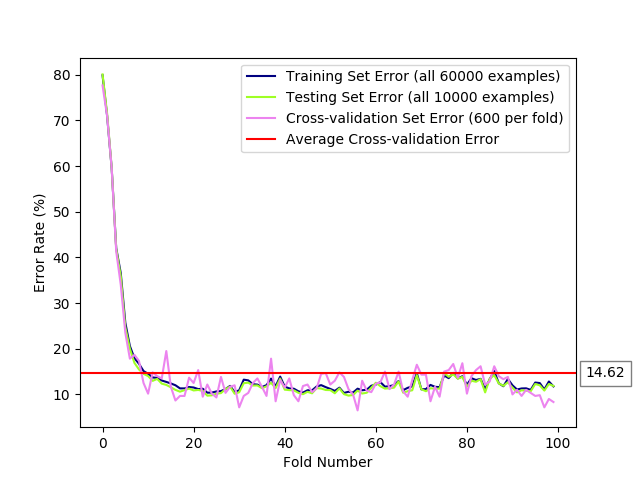 Training Set Error (all 60000 examples)
Testing Set Error (all 10000 examples)
Cross-validation Set Error (600 per fold)
Average Cross-validation Error
80
70
60
50
40
30
20
10
Error Rate (%)
14.62
0
20
40
60
80
100
Fold Number